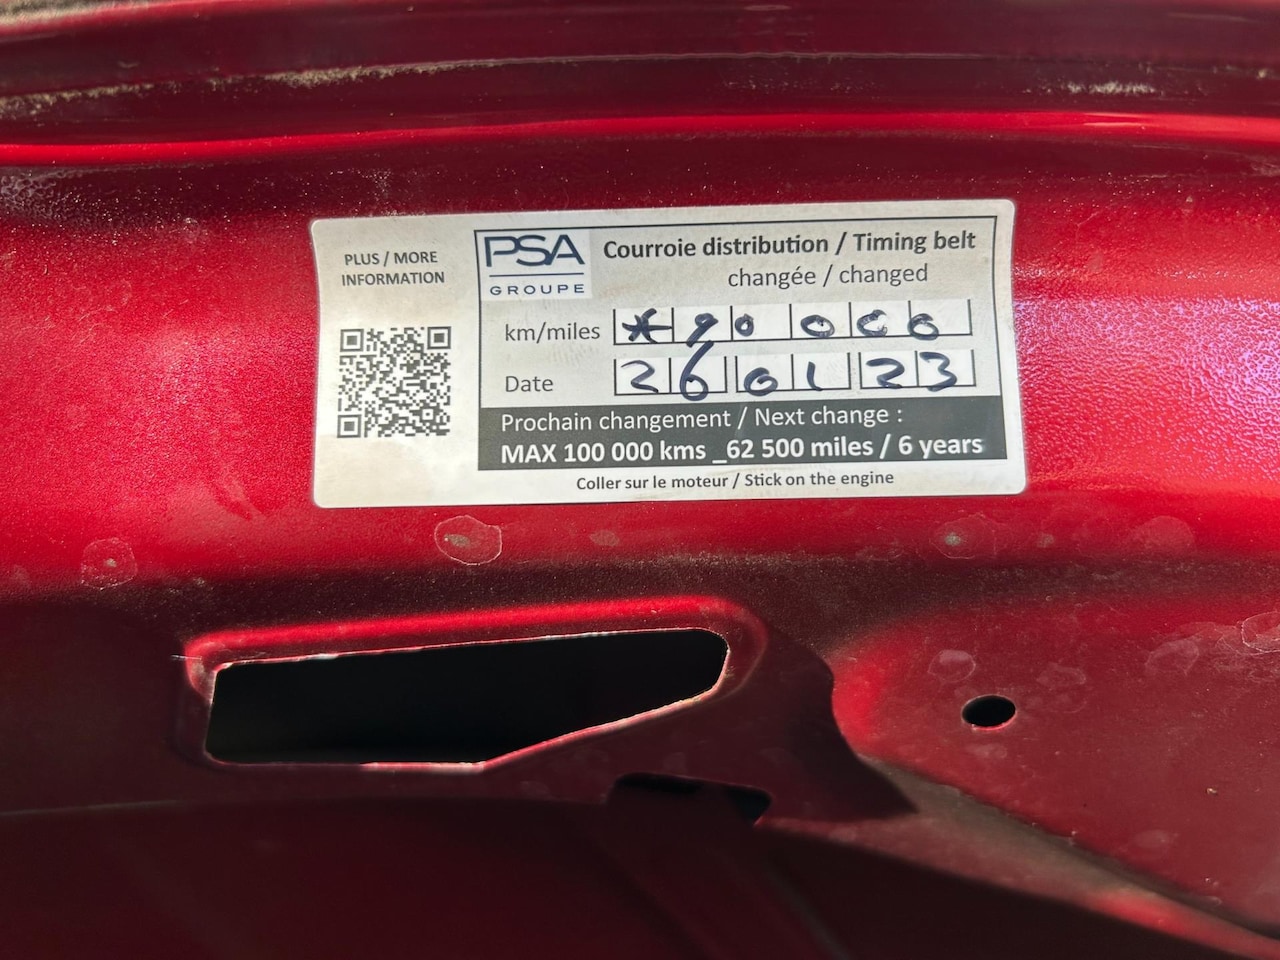 PLUS / MORE
INFORMATION
PSA
GROUPE
Courroie distribution / Timing belt
changée / changed
km/miles * 90 000
Date 26 01 23
Prochain changement / Next change :
MAX 100 000 kms _62 500 miles / 6 years
Coller sur le moteur / Stick on the engine